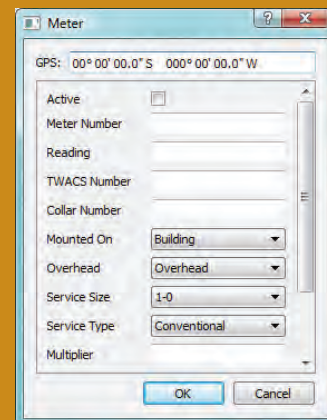 Meter
GPS: 00° 00' 00.0" S 000° 00' 00.0" W
Active
Meter Number
Reading
TWACS Number
Collar Number
Mounted On Building
Overhead Overhead
Service Size 1-0
Service Type Conventional
Multiplier
OK Cancel